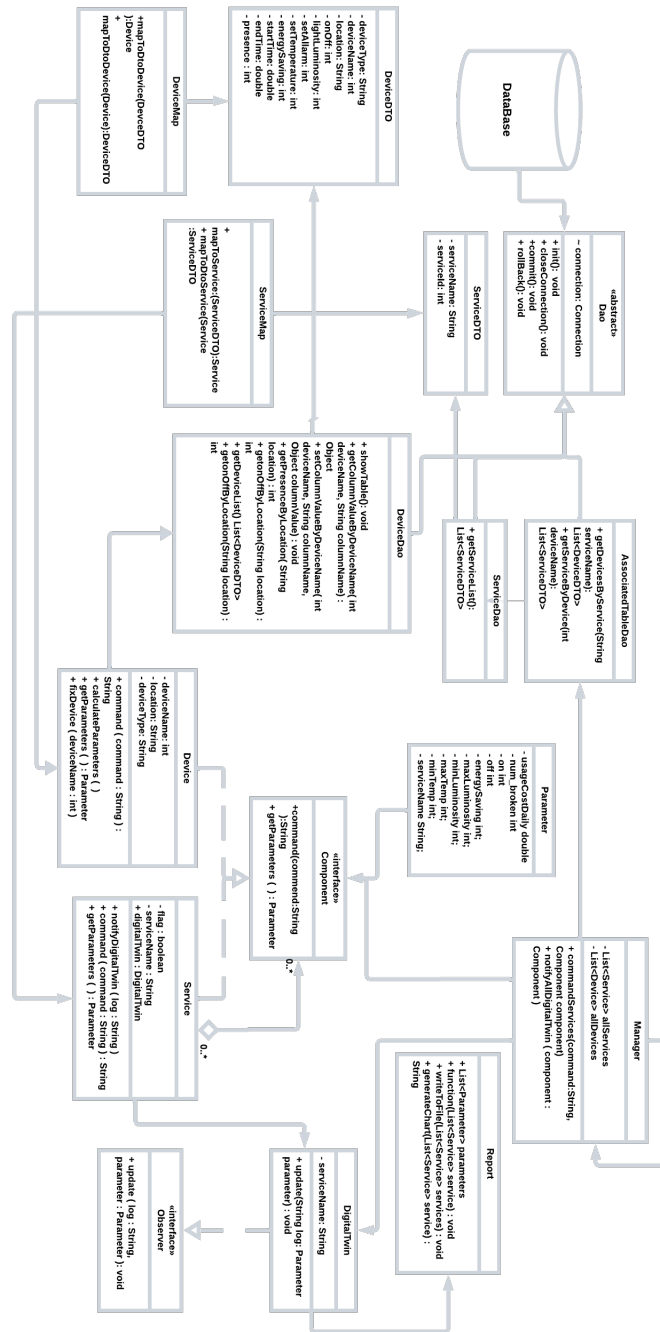 DeviceMap
+mapToDtoDevice(DevceDTO
):Device
+
mapToDtoDevice(Device):DeviceDTO
DeviceDTO
- deviceType: String
- deviceName: int
- location: String
- onOff: int
- lightLuminosity: int
- setAllarm: int
- setTemperature: int
- energySaving: int
- startTime: double
- endTime: double
- presence : int
DataBase
ServiceMap
+
mapToService:(ServiceDTO):Service
+ mapToDtoService(Service
:ServiceDTO
ServiceDTO
- serviceName: String
- serviceId: int
«abstract»
Dao
~ connection: Connection
+ init(): void
+ closeConnection(): void
+commit(): void
+ rollBack(): void
DeviceDao
+ showTable(): void
+ getColumnValueByDeviceName( int
deviceName, String columnName) :
Object
+ setColumnValueByDeviceName( int
deviceName, String columnName,
Object columnValue) : void
+ getPresenceByLocation( String
location) : int
+ getonOffByLocation(String location) :
int
+ getDeviceList() List<DeviceDTO>
+ getonOffByLocation(String location) :
int
ServiceDao
+ getServiceList():
List<ServiceDTO>
AssociatedTableDao
+ getDevicesByService(String
serviceName):
List<DeviceDTO>
+ getServiceByDevice(int
deviceName):
List<ServiceDTO>
Device
- deviceName: int
- location: String
- deviceType: String
+ command ( command : String ) :
String
+ calculateParameters ( )
+ getParameters ( ) : Parameter
+ fixDevice ( deviceName : int )
«interface»
Component
+command(commend:String
):String
+ getParameters ( ) : Parameter
0..*
Parameter
- usageCostDaily double
- num_broken int
- on int
- off int
- energySaving int;
- maxLuminosity int;
- minLuminosity int;
- maxTemp int;
- minTemp int;
- serviceName String;
Service
- flag : boolean
- serviceName : String
+ digitalTwin : DigitalTwin
+ notifyDigitalTwin ( log : String )
+ command ( command : String ) : String
+ getParameters ( ) : Parameter
0..*
Manager
- List<Service> allServices
- List<Device> allDevices
+ commandServices(command:String,
Component component)
+ notifyAllDigitalTwin ( component :
Component )
Report
+ List<Parameter> parameters
+ function(List<Service> service) : void
+ writeToFile(List<Service> services) : void
+ generateChart(List<Service> service) :
String
DigitalTwin
- serviceName: String
+ update(String log: Parameter
parameter) : void
«interface»
Observer
+ update ( log : String,
parameter : Parameter ): void